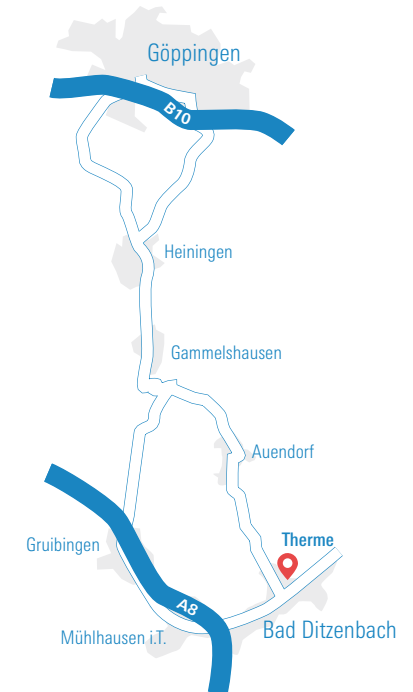 Göppingen
B10
Heiningen
Gammelshausen
Auendorf
Therme
Gruibingen
A8
Bad Ditzenbach
Mühlhausen i.T.